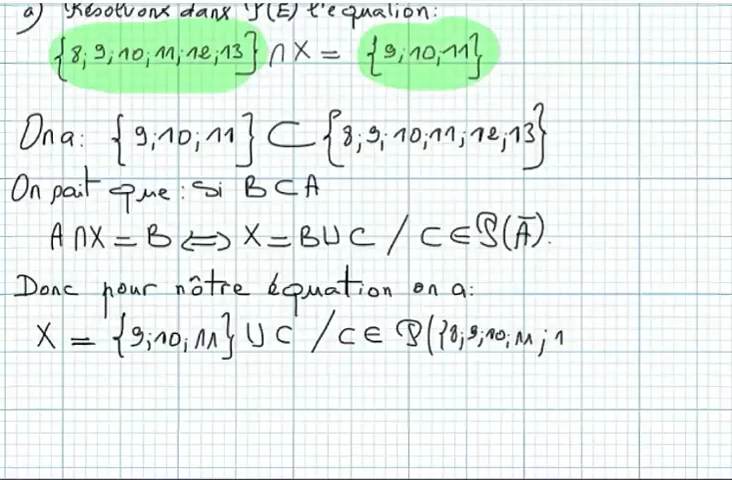 a) Résolvons dans P(E) l'équation:
{8; 9; 10; 11; 12; 13} ∩ X = {9; 10; 11}
On a: {9; 10; 11} ⊂ {8; 9; 10; 11; 12; 13}
On sait que: si B ⊂ A
A ∩ X = B ⟺ X = B ∪ C / C ∈ P(Ā).
Donc pour nôtre équation on a:
X = {9; 10; 11} ∪ C / C ∈ P({8; 9; 10; 11; 1